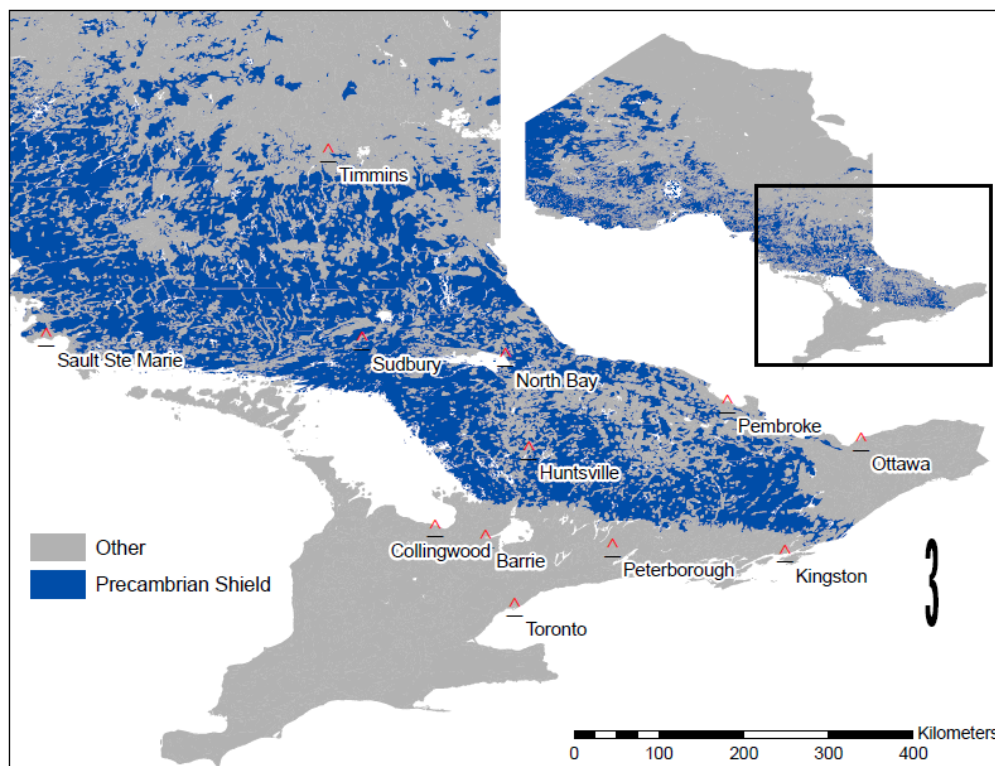 Timmins
Sault Ste Marie
Sudbury
North Bay
Pembroke
Ottawa
Huntsville
Collingwood
Barrie
Peterborough
Kingston
Toronto
Other
Precambrian Shield
3
Kilometers
0 50 100 200 300 400